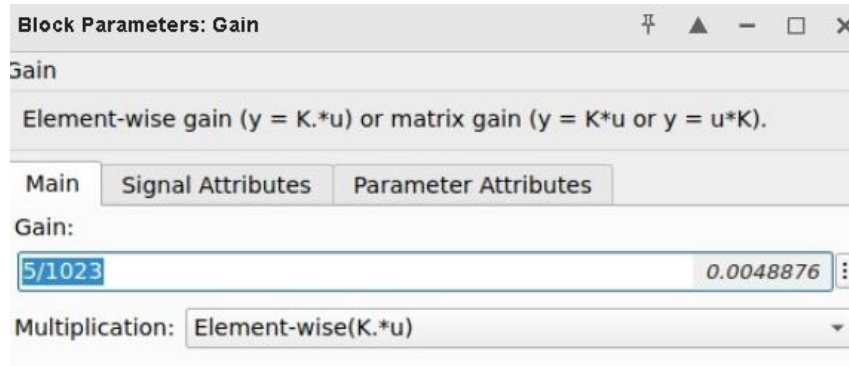 Block Parameters: Gain
Gain
Element-wise gain (y = K.*u) or matrix gain (y = K*u or y = u*K).
Main Signal Attributes Parameter Attributes
Gain:
5/1023 0.0048876
Multiplication: Element-wise(K.*u)